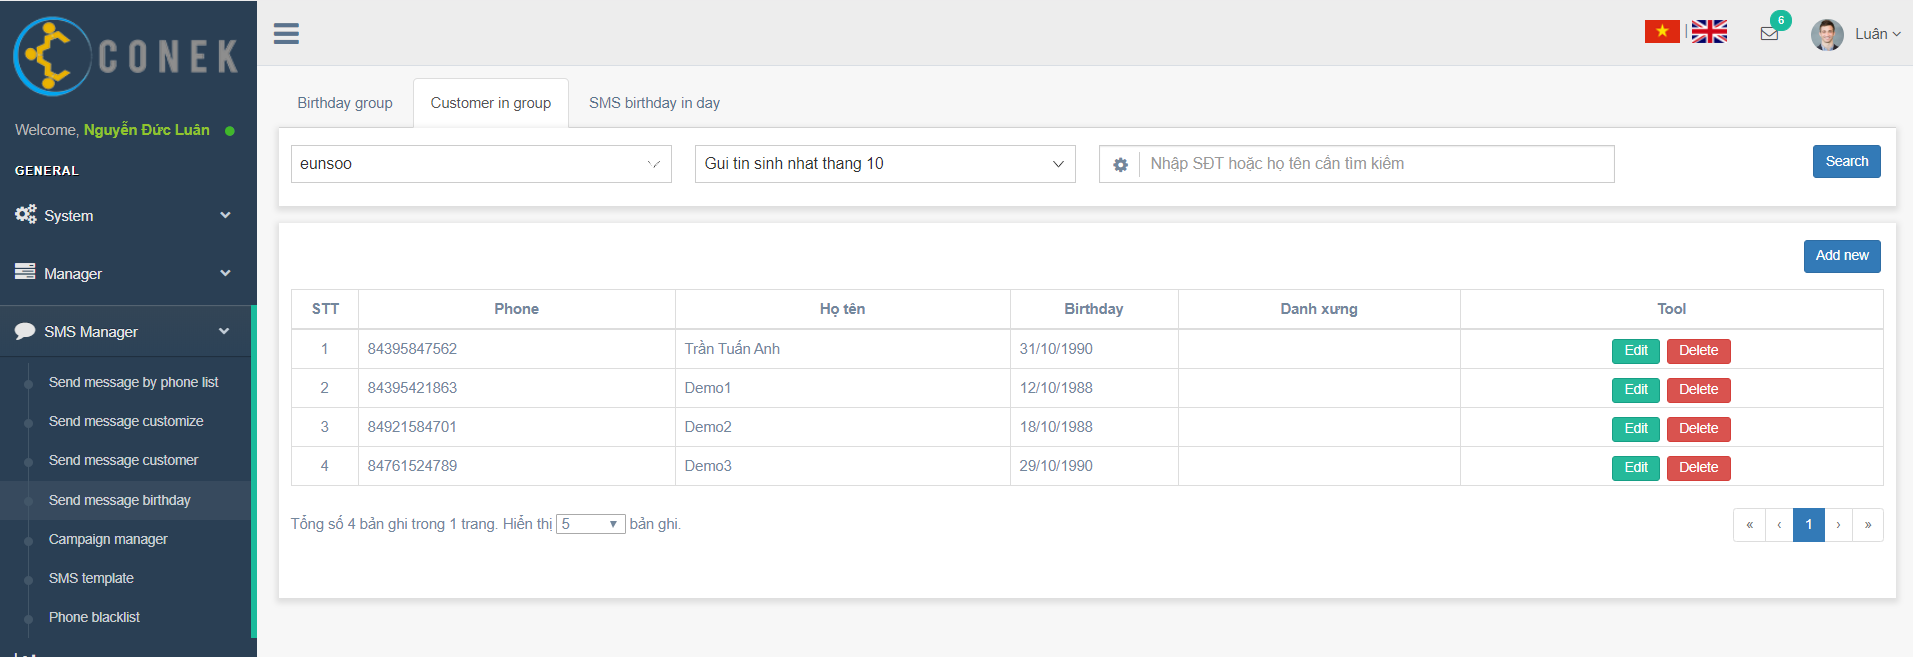 CONEK
6
Luân
Welcome, Nguyễn Đức Luân
GENERAL
System
Manager
SMS Manager
Send message by phone list
Send message customize
Send message customer
Send message birthday
Campaign manager
SMS template
Phone blacklist
Birthday group Customer in group SMS birthday in day
eunsoo Gui tin sinh nhat thang 10 Nhập SĐT hoặc họ tên cần tìm kiếm Search
Add new
STT Phone Họ tên Birthday Danh xưng Tool
1 84395847562 Trần Tuấn Anh 31/10/1990 Edit Delete
2 84395421863 Demo1 12/10/1988 Edit Delete
3 84921584701 Demo2 18/10/1988 Edit Delete
4 84761524789 Demo3 29/10/1990 Edit Delete
Tổng số 4 bản ghi trong 1 trang. Hiển thị 5 bản ghi.
« ‹ 1 › »